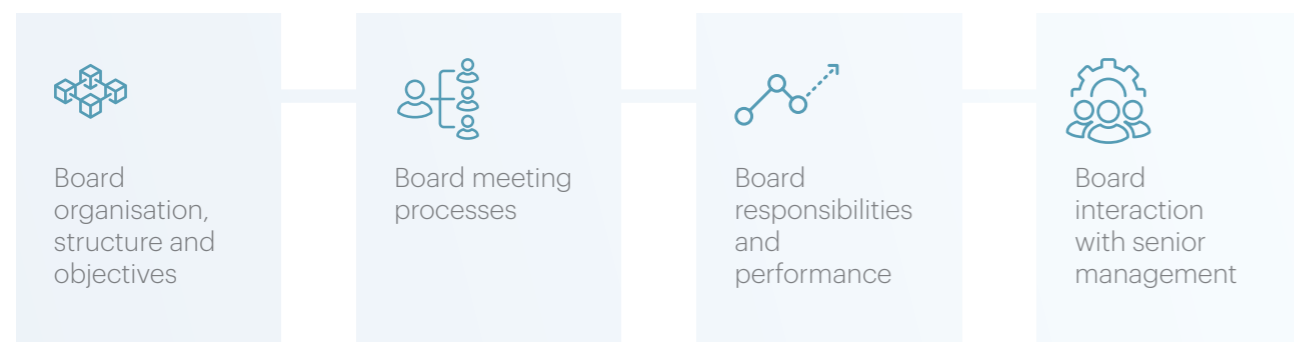 Board
organisation,
structure and
objectives
Board meeting
processes
Board
responsibilities
and
performance
Board
interaction
with senior
management